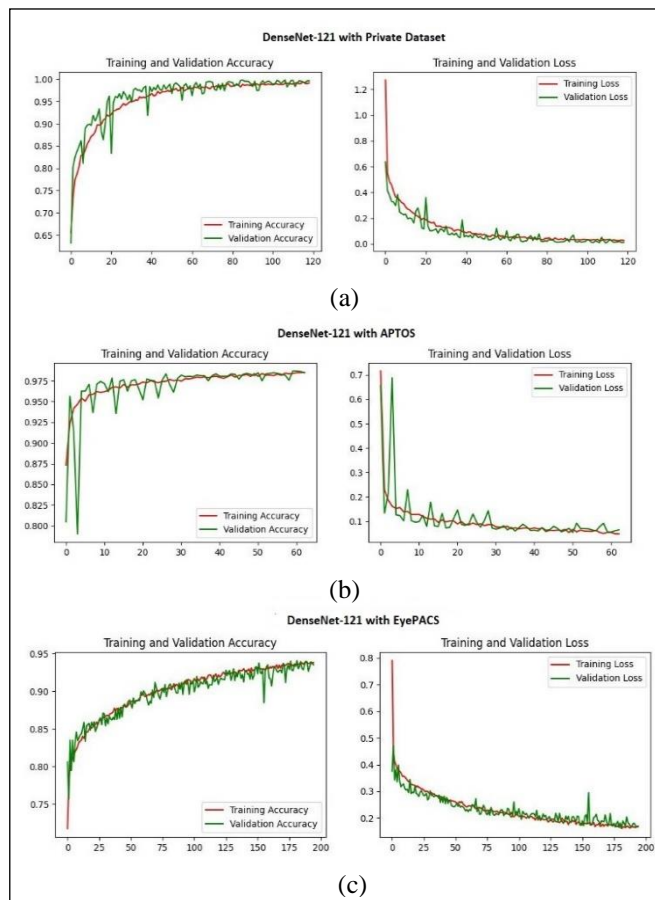 DenseNet-121 with Private Dataset
Training and Validation Accuracy
1.00
0.95
0.90
0.85
0.80
0.75
0.70
0.65
0 20 40 60 80 100 120
Training Accuracy
Validation Accuracy
Training and Validation Loss
1.2
1.0
0.8
0.6
0.4
0.2
0.0
0 20 40 60 80 100 120
Training Loss
Validation Loss
(a)
DenseNet-121 with APTOS
Training and Validation Accuracy
0.975
0.950
0.925
0.900
0.875
0.850
0.825
0.800
0 10 20 30 40 50 60
Training Accuracy
Validation Accuracy
Training and Validation Loss
0.7
0.6
0.5
0.4
0.3
0.2
0.1
0 10 20 30 40 50 60
Training Loss
Validation Loss
(b)
DenseNet-121 with EyePACS
Training and Validation Accuracy
0.95
0.90
0.85
0.80
0.75
0 25 50 75 100 125 150 175 200
Training Accuracy
Validation Accuracy
Training and Validation Loss
0.8
0.7
0.6
0.5
0.4
0.3
0.2
0 25 50 75 100 125 150 175 200
Training Loss
Validation Loss
(c)